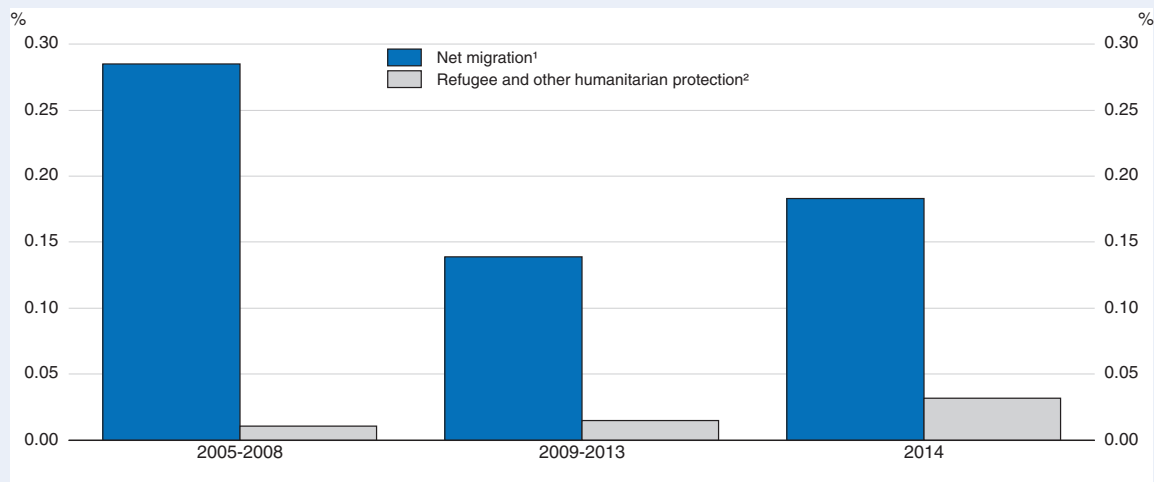 % %
0.30 0.30
Net migration¹
Refugee and other humanitarian protection²
0.25 0.25
0.20 0.20
0.15 0.15
0.10 0.10
0.05 0.05
0.00 0.00
2005-2008 2009-2013 2014